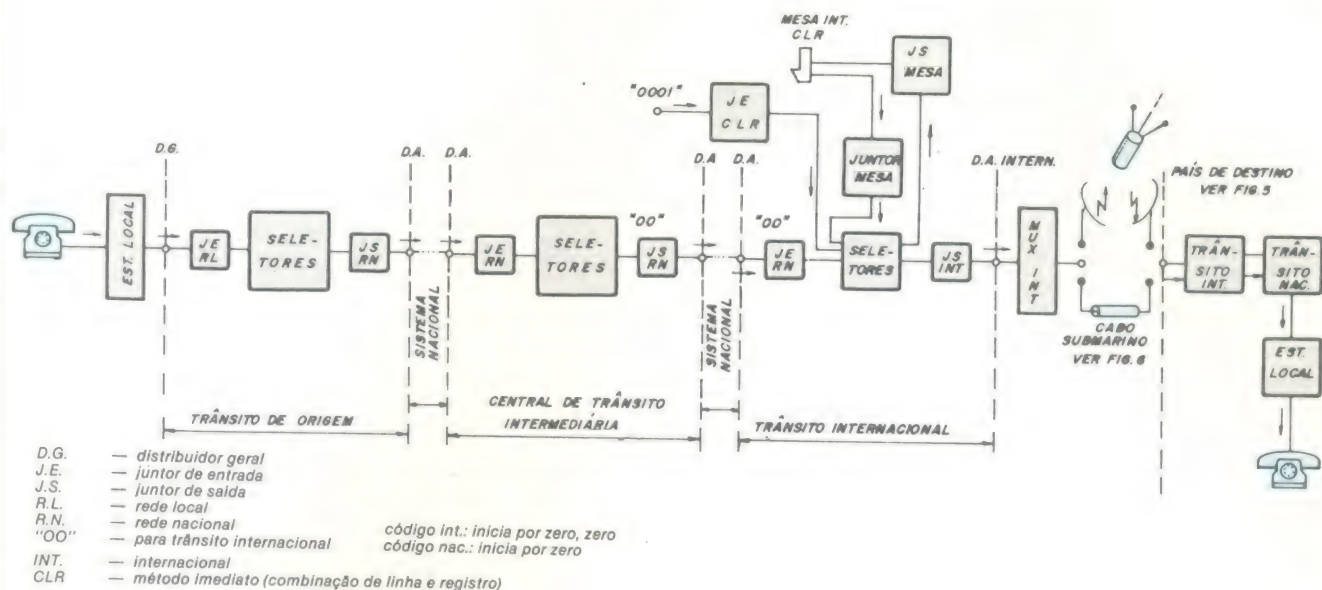 MESA INT.
CLR
JS
MESA
"0001"
JE
CLR
JUNTOR
MESA
D.G.
D.A.
D.A.
D.A
D.A.
D.A. INTERN.
PAÍS DE DESTINO
VER FIG.5
EST. LOCAL
JE
RL
SELE-
TORES
JS
RN
SISTEMA
NACIONAL
JE
RN
SELE-
TORES
"00"
JS
RN
SISTEMA
NACIONAL
"00"
JE
RN
SELE-
TORES
JS
INT
MUX INT
CABO
SUBMARINO
VER FIG.6
TRÂN-
SITO
INT.
TRÂN-
SITO
NAC.
EST.
LOCAL
TRÂNSITO DE ORIGEM
CENTRAL DE TRÂNSITO
INTERMEDIÁRIA
TRÂNSITO INTERNACIONAL
D.G. — distribuidor geral
J.E. — juntor de entrada
J.S. — juntor de saída
R.L. — rede local
R.N. — rede nacional
"OO" — para trânsito internacional
código int.: inicia por zero, zero
código nac.: inicia por zero
INT. — internacional
CLR — método imediato (combinação de linha e registro)